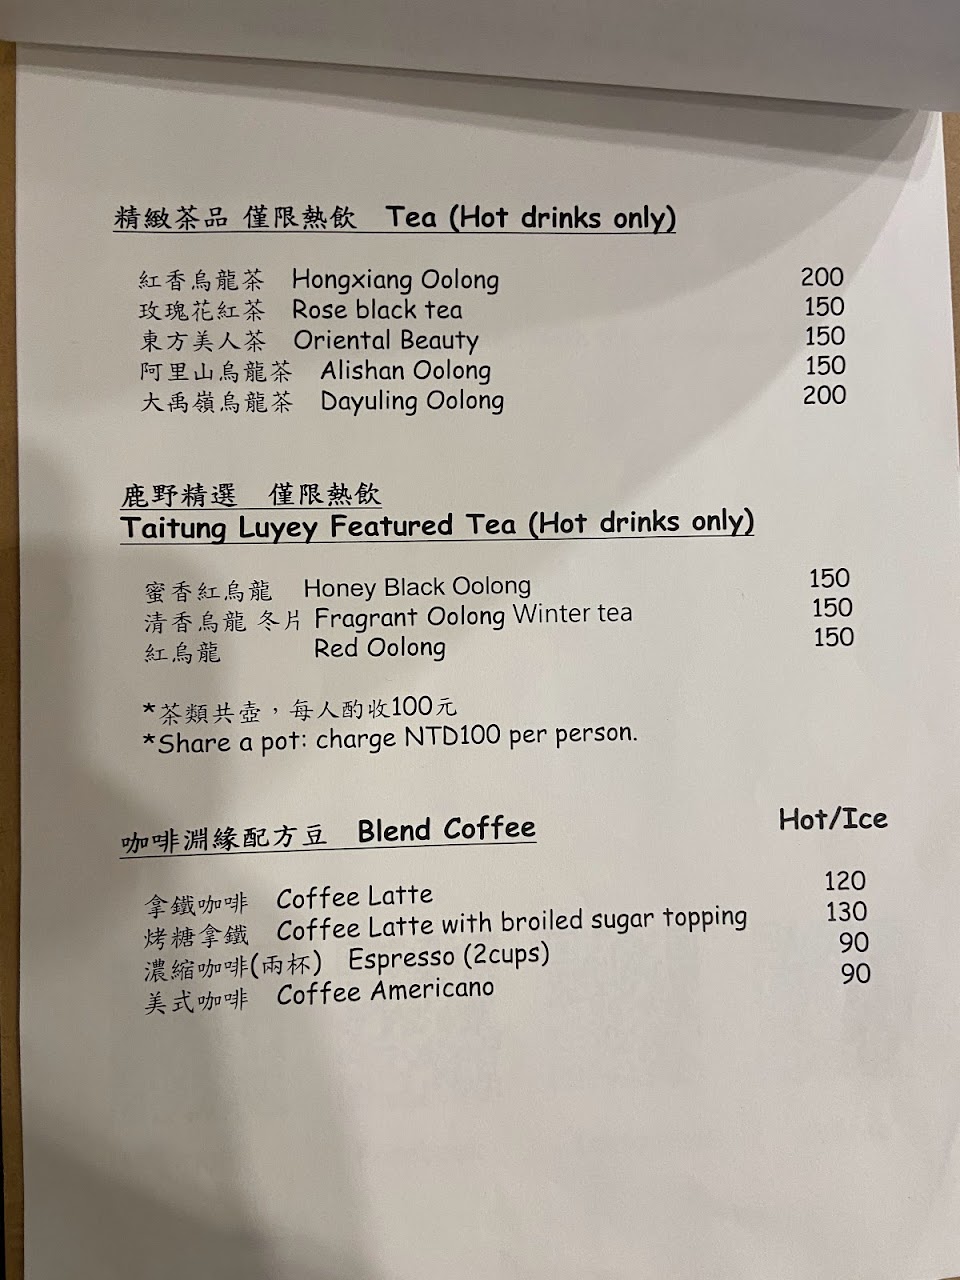 精緻茶品 僅限熱飲 Tea (Hot drinks only)
紅香烏龍茶 Hongxiang Oolong 200
玫瑰花紅茶 Rose black tea 150
東方美人茶 Oriental Beauty 150
阿里山烏龍茶 Alishan Oolong 150
大禹嶺烏龍茶 Dayuling Oolong 200
鹿野精選 僅限熱飲
Taitung Luyey Featured Tea (Hot drinks only)
蜜香紅烏龍 Honey Black Oolong 150
清香烏龍 冬片 Fragrant Oolong Winter tea 150
紅烏龍 Red Oolong 150
*茶類共壺，每人酌收100元
*Share a pot: charge NTD100 per person.
咖啡淵緣配方豆 Blend Coffee Hot/Ice
拿鐵咖啡 Coffee Latte 120
烤糖拿鐵 Coffee Latte with broiled sugar topping 130
濃縮咖啡(兩杯) Espresso (2cups) 90
美式咖啡 Coffee Americano 90